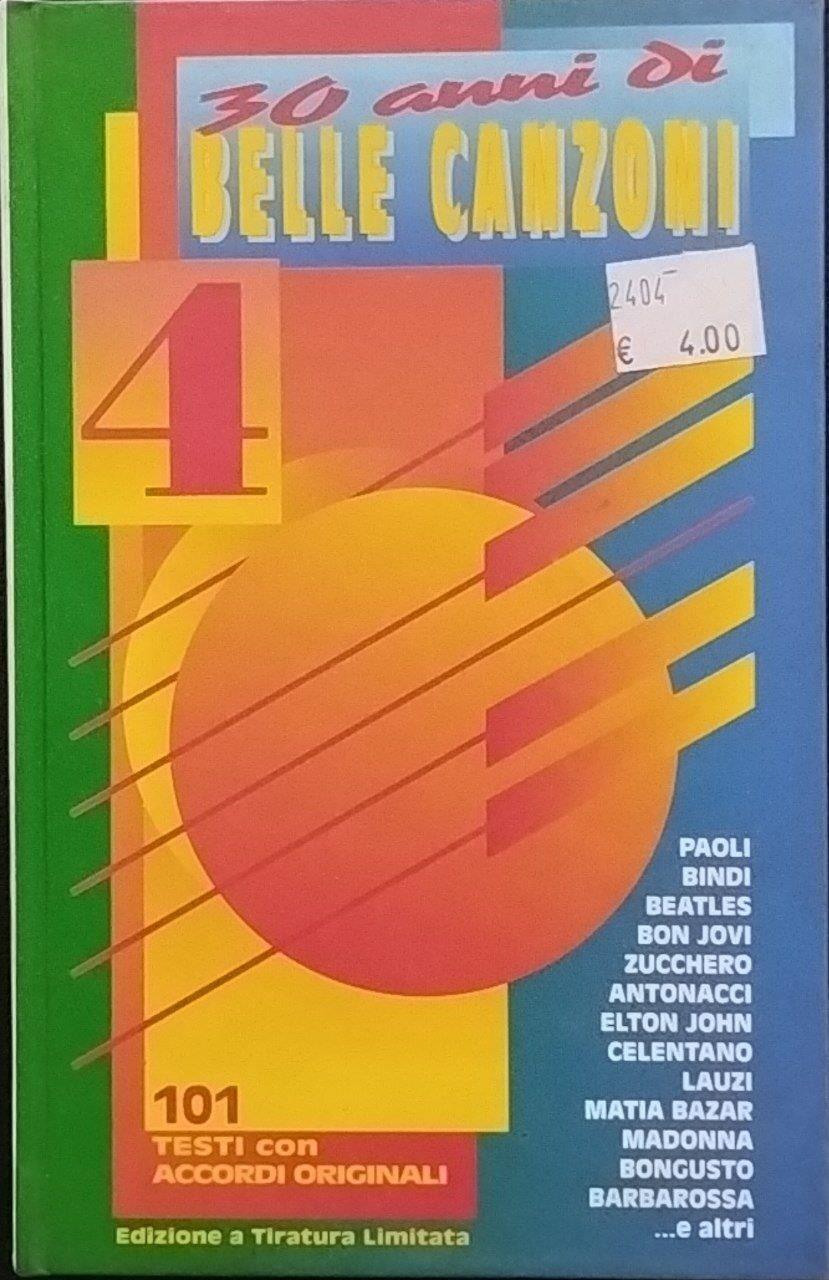 30 anni di
BELLE CANZONI
2404
€ 4.00
4
PAOLI
BINDI
BEATLES
BON JOVI
ZUCCHERO
ANTONACCI
ELTON JOHN
CELENTANO
LAUZI
MATIA BAZAR
MADONNA
BONGUSTO
BARBAROSSA
...e altri
101
TESTI con
ACCORDI ORIGINALI
Edizione a Tiratura Limitata